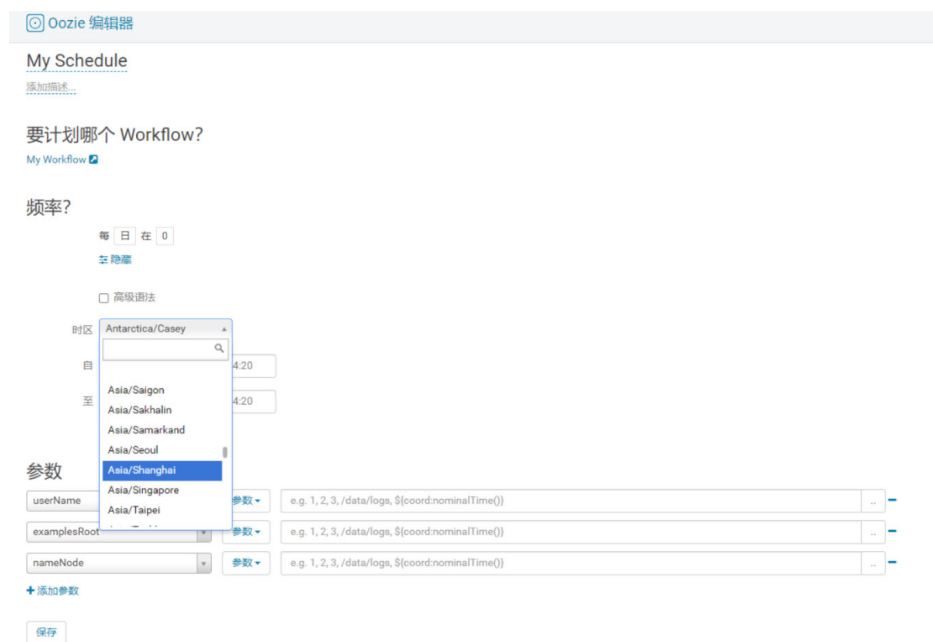 Oozie 编辑器
My Schedule
添加描述...
要计划哪个 Workflow?
My Workflow
频率?
每 日 在 0
隐藏
高级语法
时区 Antarctica/Casey
自 4:20
Asia/Saigon
至 4:20
Asia/Sakhalin
Asia/Samarkand
Asia/Seoul
Asia/Shanghai
参数
Asia/Singapore
userName 参数 e.g. 1, 2, 3, /data/logs, ${coord:nominalTime()} ..
Asia/Taipei
examplesRoot 参数 e.g. 1, 2, 3, /data/logs, ${coord:nominalTime()} ..
nameNode 参数 e.g. 1, 2, 3, /data/logs, ${coord:nominalTime()} ..
添加参数
保存